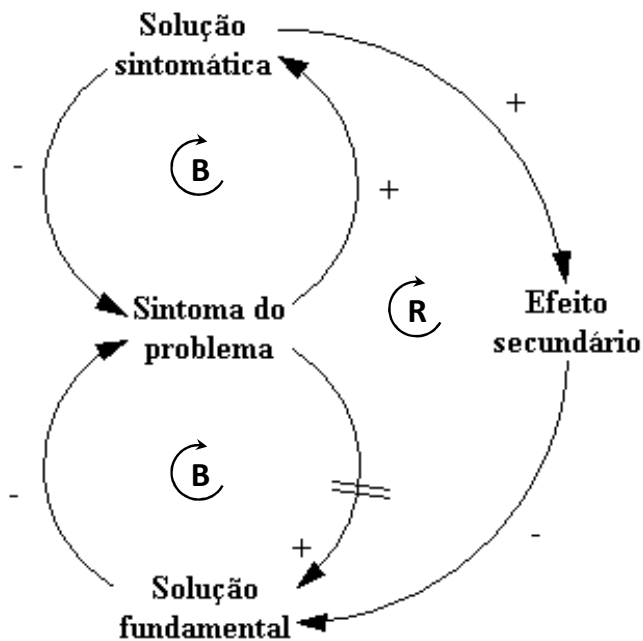 Solução
sintomática
+
-
B
+
Sintoma do
problema
R
Efeito
secundário
B
-
-
+
Solução
fundamental